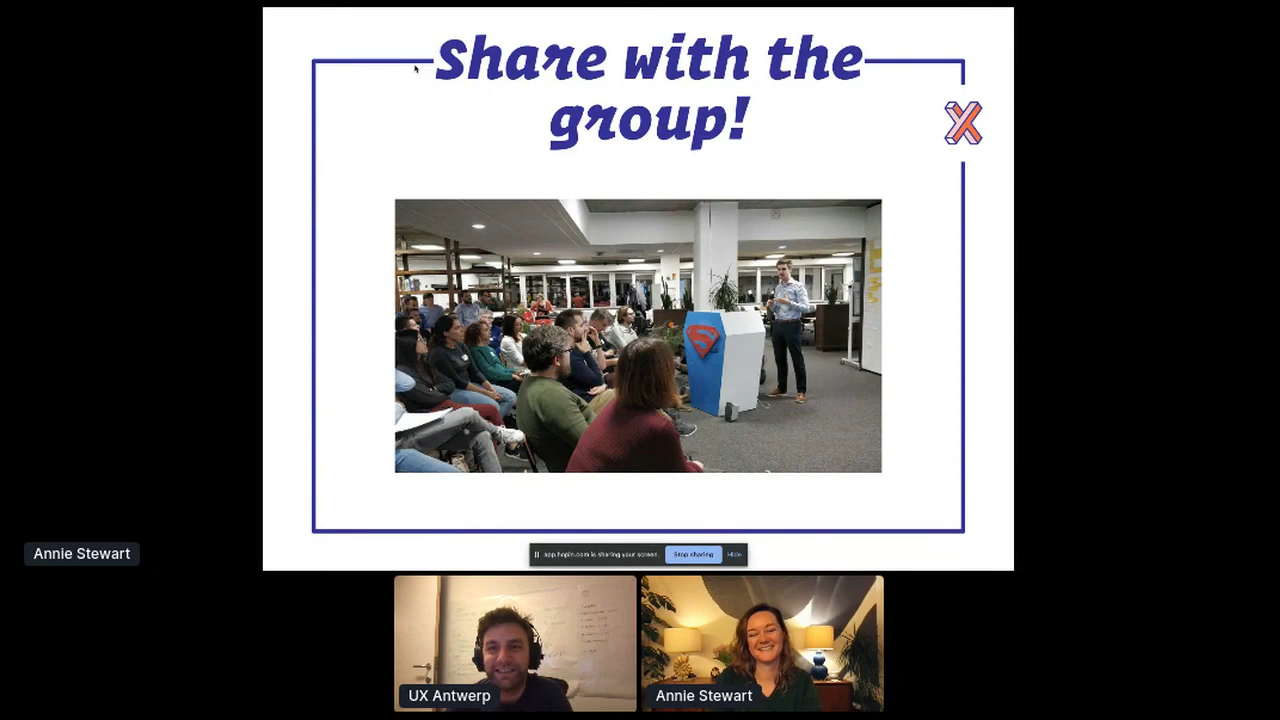 Share with the
group!
X
Annie Stewart
app.hopin.com is sharing your screen.
Stop sharing
Hide
UX Antwerp
Annie Stewart